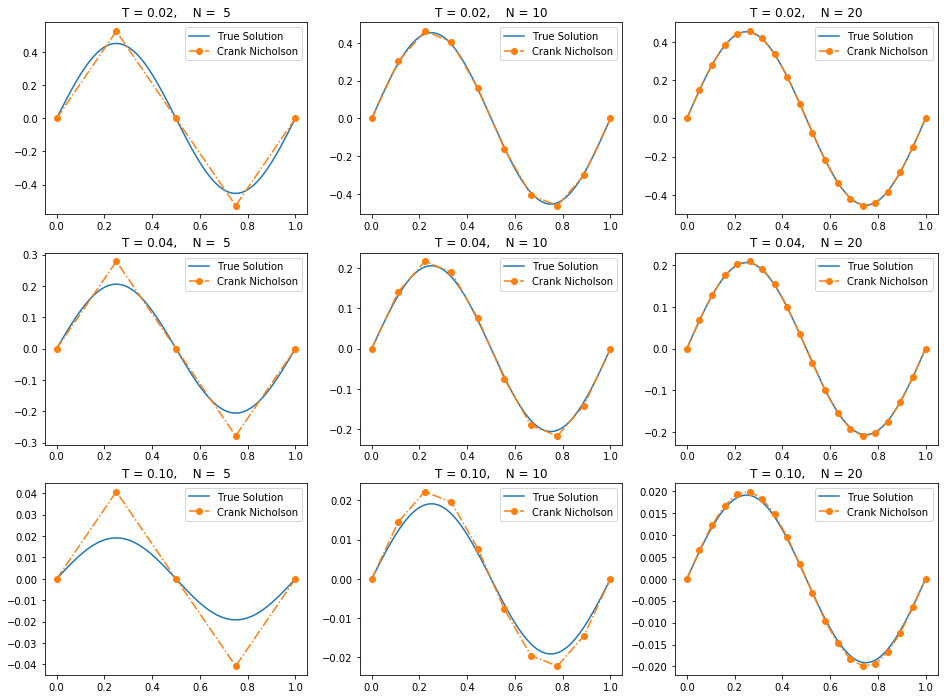 T = 0.02,    N =  5
True Solution
Crank Nicholson
0.4
0.2
0.0
−0.2
−0.4
0.0 0.2 0.4 0.6 0.8 1.0
T = 0.02,    N = 10
True Solution
Crank Nicholson
0.4
0.2
0.0
−0.2
−0.4
0.0 0.2 0.4 0.6 0.8 1.0
T = 0.02,    N = 20
True Solution
Crank Nicholson
0.4
0.2
0.0
−0.2
−0.4
0.0 0.2 0.4 0.6 0.8 1.0
T = 0.04,    N =  5
True Solution
Crank Nicholson
0.3
0.2
0.1
0.0
−0.1
−0.2
−0.3
0.0 0.2 0.4 0.6 0.8 1.0
T = 0.04,    N = 10
True Solution
Crank Nicholson
0.2
0.1
0.0
−0.1
−0.2
0.0 0.2 0.4 0.6 0.8 1.0
T = 0.04,    N = 20
True Solution
Crank Nicholson
0.2
0.1
0.0
−0.1
−0.2
0.0 0.2 0.4 0.6 0.8 1.0
T = 0.10,    N =  5
True Solution
Crank Nicholson
0.04
0.03
0.02
0.01
0.00
−0.01
−0.02
−0.03
−0.04
0.0 0.2 0.4 0.6 0.8 1.0
T = 0.10,    N = 10
True Solution
Crank Nicholson
0.02
0.01
0.00
−0.01
−0.02
0.0 0.2 0.4 0.6 0.8 1.0
T = 0.10,    N = 20
True Solution
Crank Nicholson
0.020
0.015
0.010
0.005
0.000
−0.005
−0.010
−0.015
−0.020
0.0 0.2 0.4 0.6 0.8 1.0